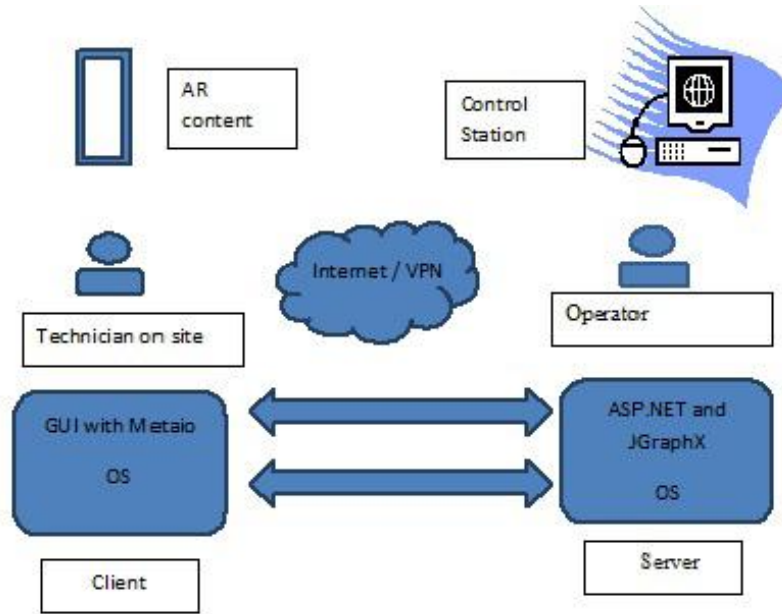 AR
content
Control
Station
Internet / VPN
Technician on site
Operator
GUI with Metaio
OS
ASP.NET and
JGraphX
OS
Client
Server